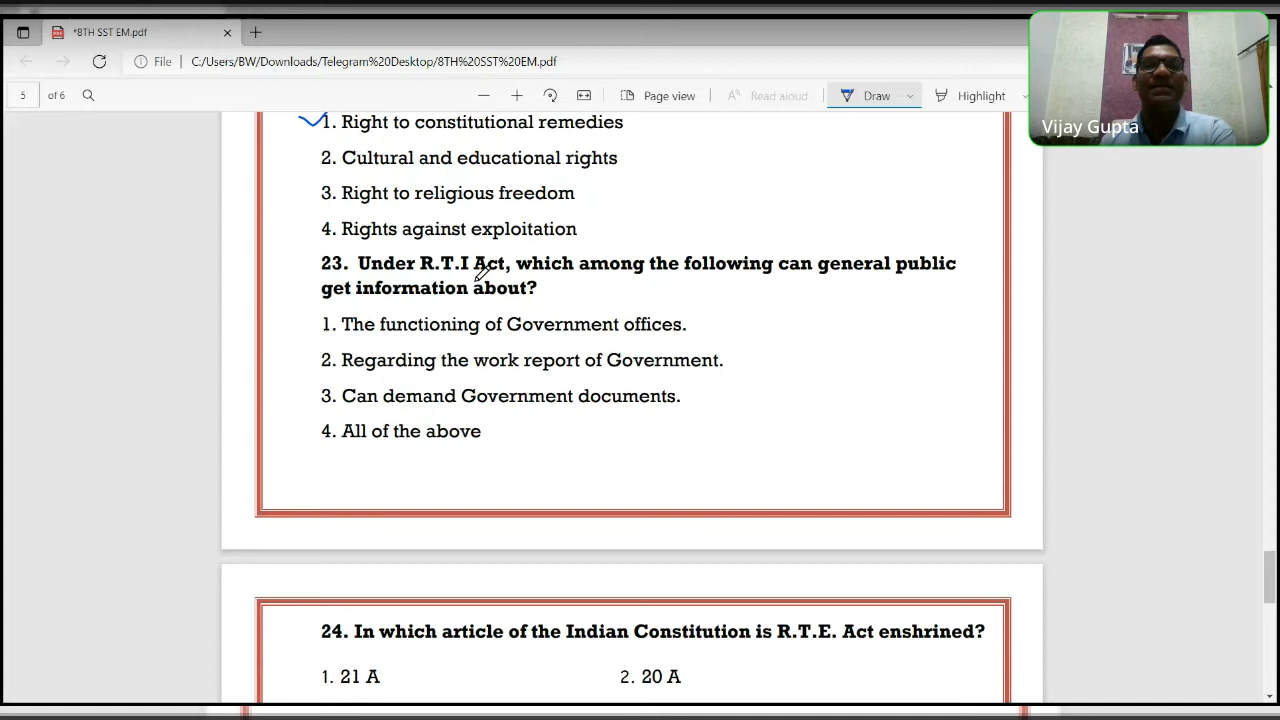 *8TH SST EM.pdf
File
C:/Users/BW/Downloads/Telegram%20Desktop/8TH%20SST%20EM.pdf
5 of 6
Page view
Read aloud
Draw
Highlight
Vijay Gupta
1. Right to constitutional remedies
2. Cultural and educational rights
3. Right to religious freedom
4. Rights against exploitation
23. Under R.T.I Act, which among the following can general public
get information about?
1. The functioning of Government offices.
2. Regarding the work report of Government.
3. Can demand Government documents.
4. All of the above
24. In which article of the Indian Constitution is R.T.E. Act enshrined?
1. 21 A 2. 20 A